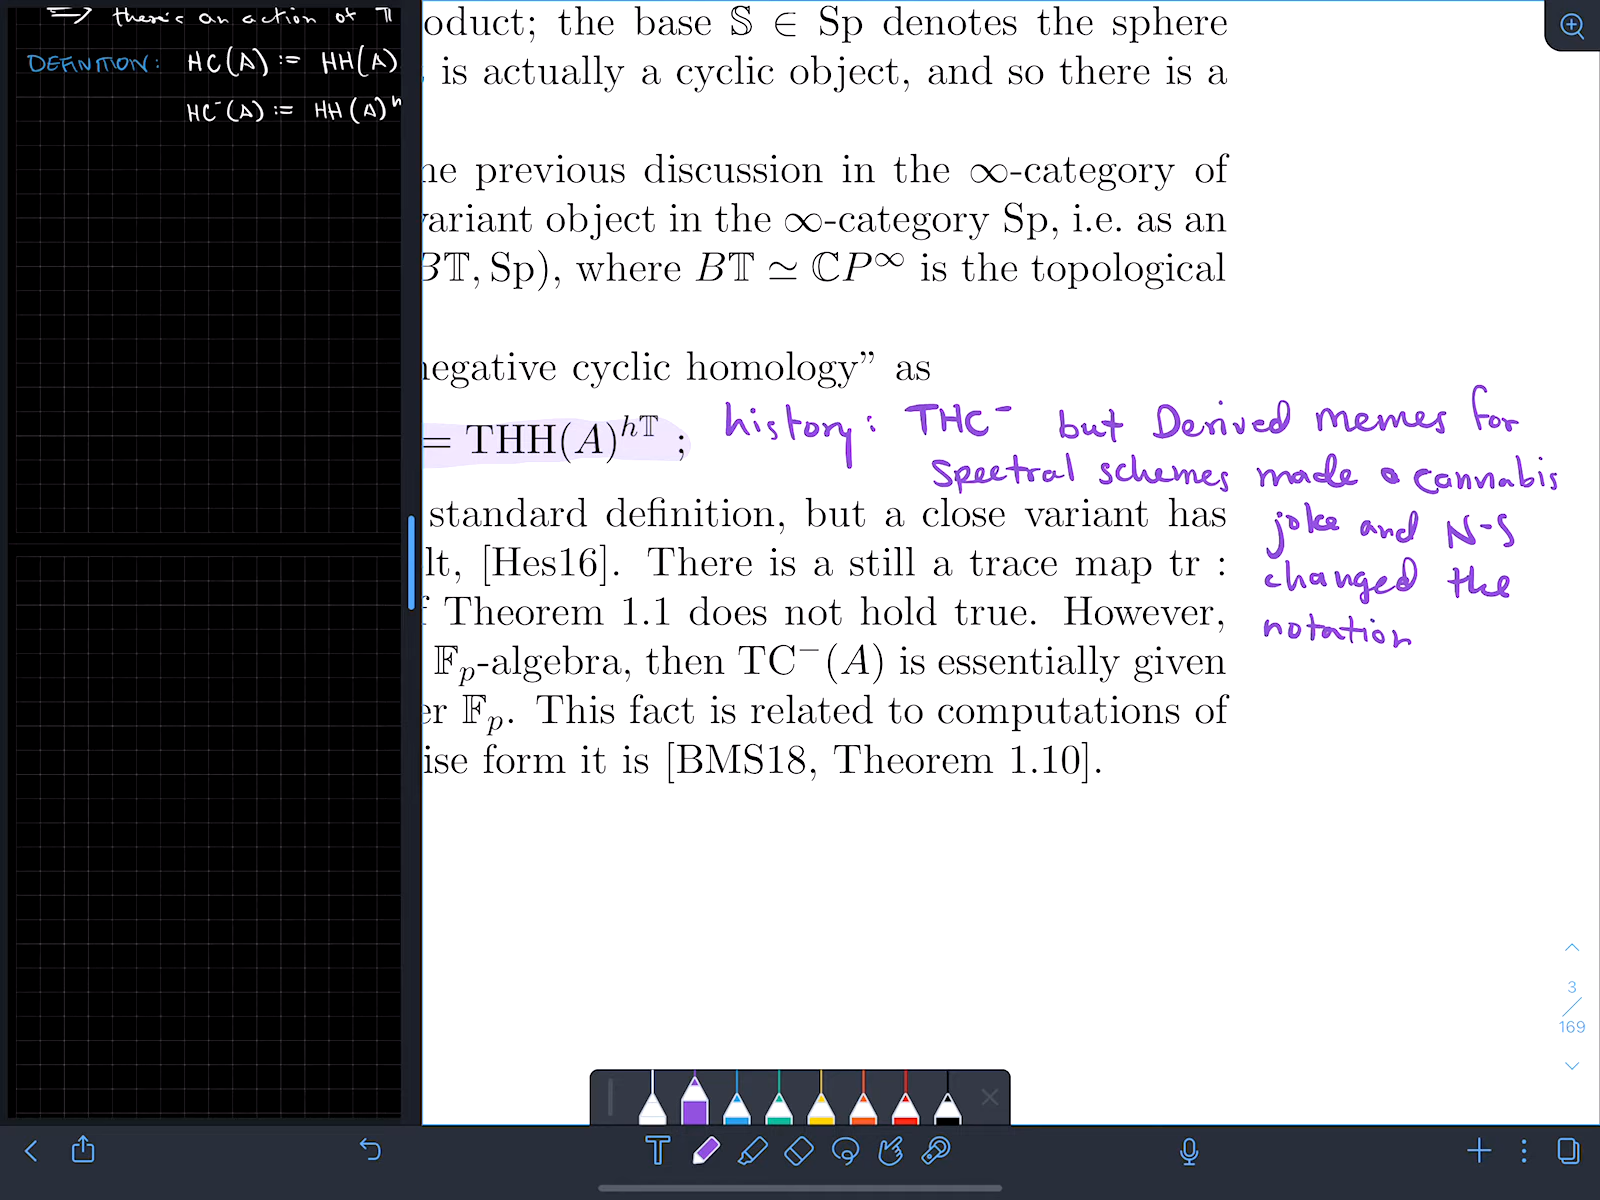 ⟹ there's an action of 𝕋
DEFINITION: HC(A) := HH(A)
HC⁻(A) := HH(A)ʰ
oduct; the base 𝕊 ∈ Sp denotes the sphere
is actually a cyclic object, and so there is a
he previous discussion in the ∞-category of
variant object in the ∞-category Sp, i.e. as an
B𝕋, Sp), where B𝕋 ≃ ℂP^∞ is the topological
negative cyclic homology” as
= THH(A)^{h𝕋} ;
history: THC⁻ but Derived memes for
spectral schemes made a cannabis
joke and N-S
changed the
notation
standard definition, but a close variant has
lt, [Hes16]. There is a still a trace map tr :
f Theorem 1.1 does not hold true. However,
𝔽_p-algebra, then TC⁻(A) is essentially given
er 𝔽_p. This fact is related to computations of
ise form it is [BMS18, Theorem 1.10].
3
/
169
T